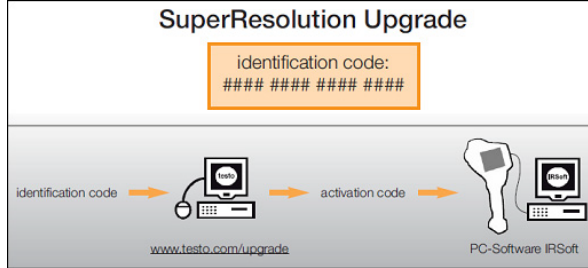 SuperResolution Upgrade
identification code:
#### #### #### ####
identification code
testo
activation code
IRSoft
www.testo.com/upgrade
PC-Software IRSoft